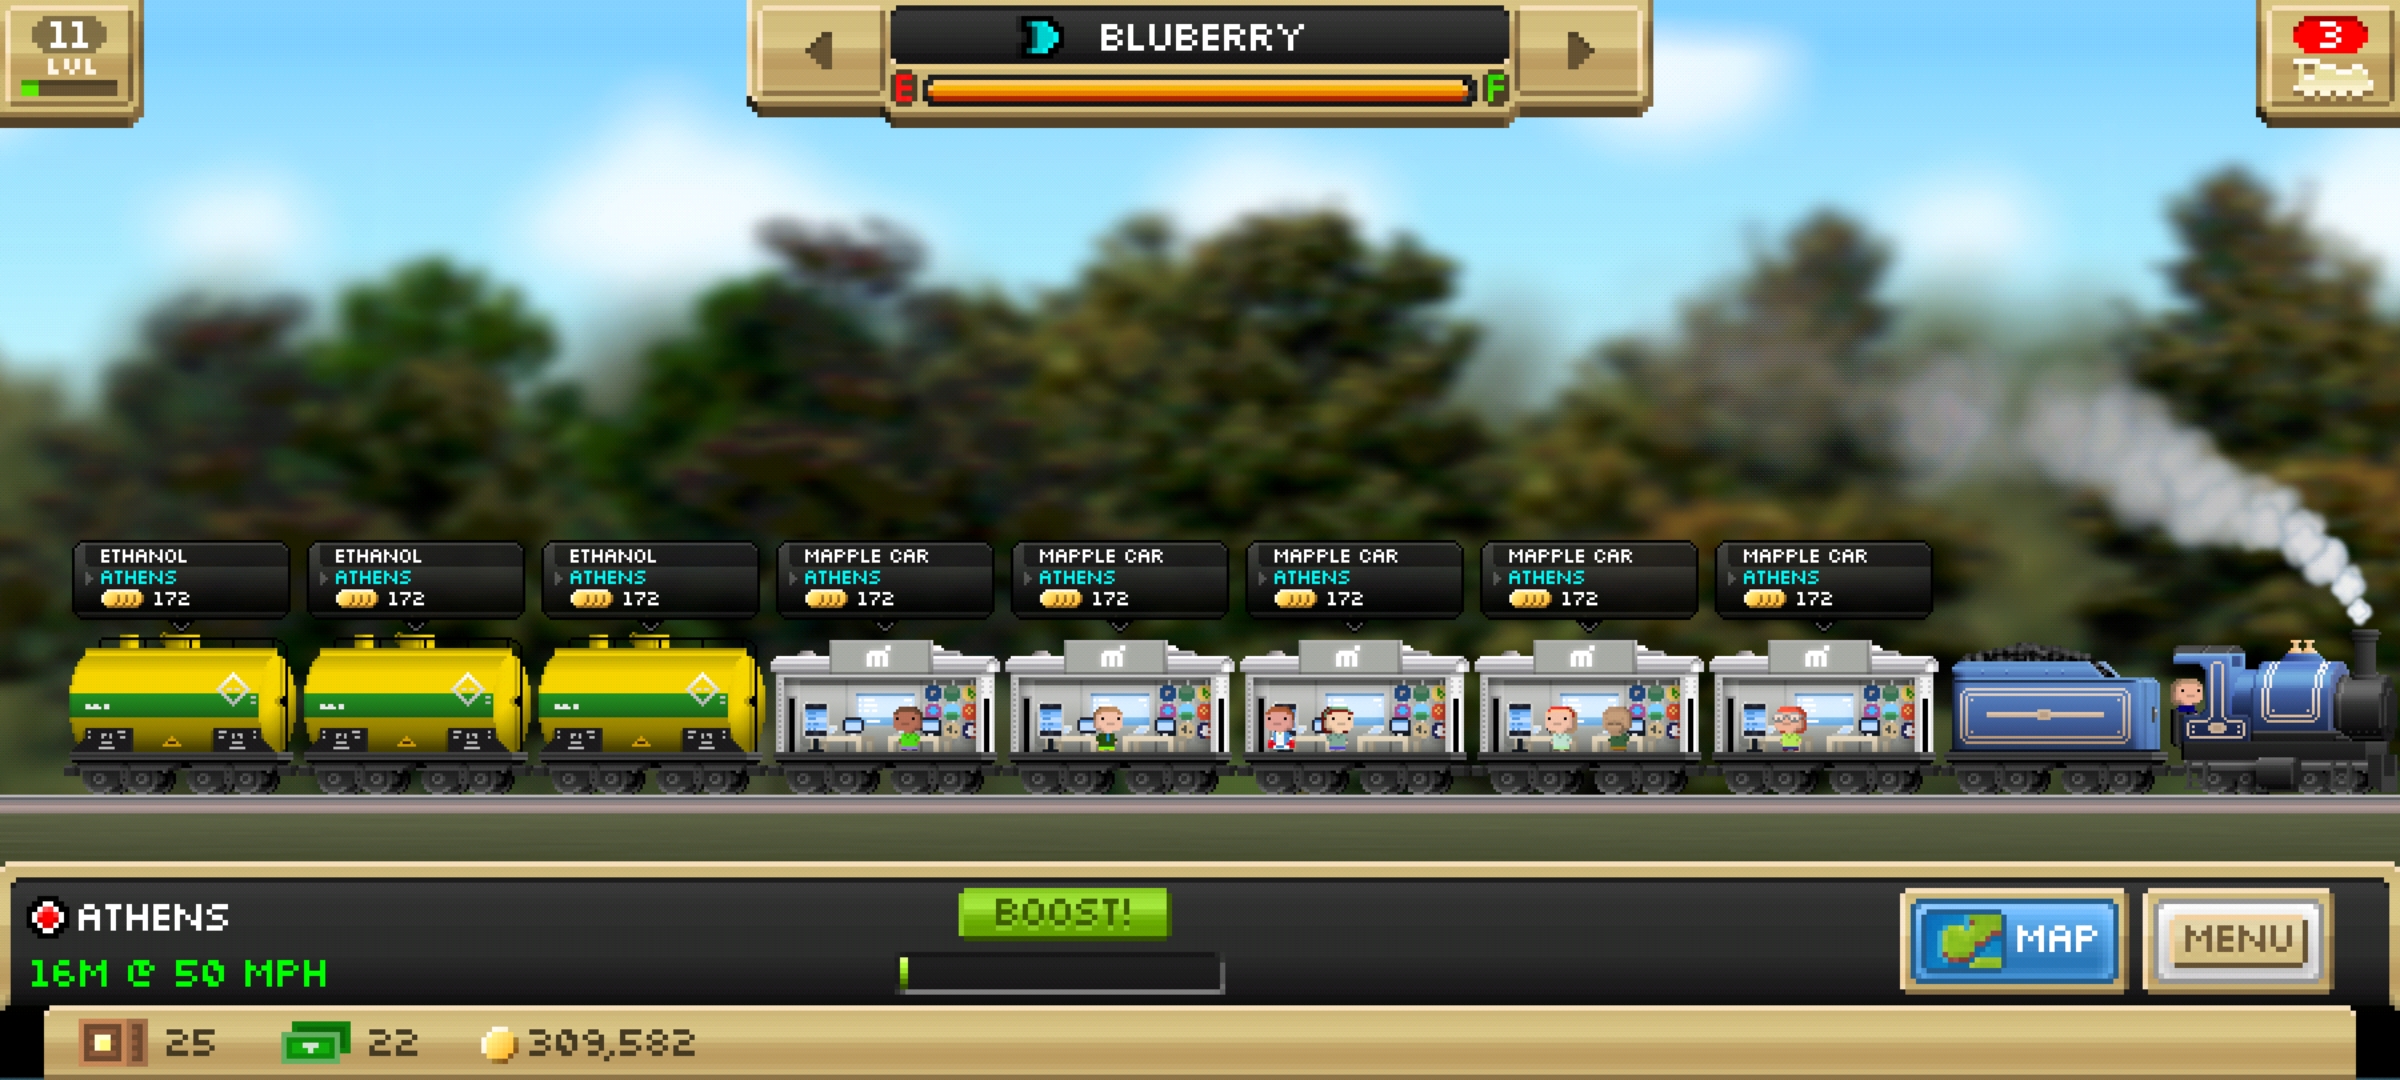 11
LVL
BLUBERRY
E F
3
ETHANOL
ATHENS
172
ETHANOL
ATHENS
172
ETHANOL
ATHENS
172
MAPPLE CAR
ATHENS
172
MAPPLE CAR
ATHENS
172
MAPPLE CAR
ATHENS
172
MAPPLE CAR
ATHENS
172
MAPPLE CAR
ATHENS
172
m
m
m
m
m
ATHENS
16M @ 50 MPH
BOOST!
MAP
MENU
25
22
309,582